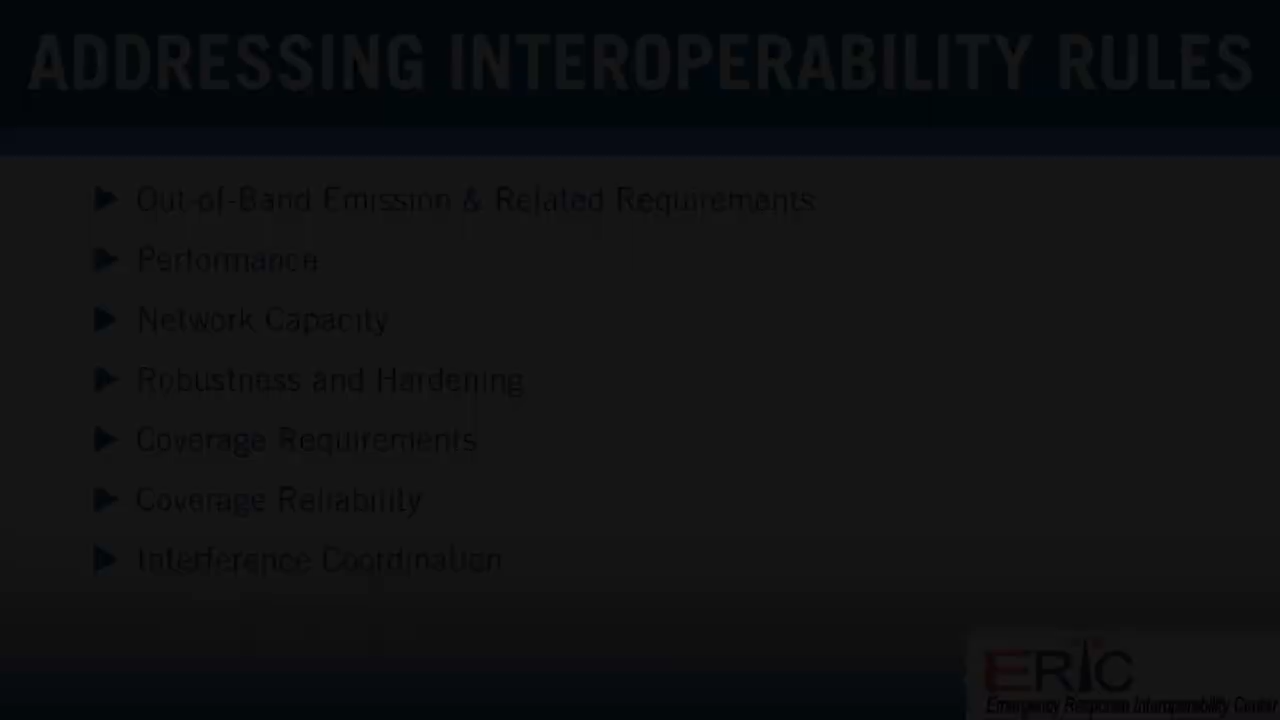 ADDRESSING INTEROPERABILITY RULES
Out-of-Band Emission & Related Requirements
Performance
Network Capacity
Robustness and Hardening
Coverage Requirements
Coverage Reliability
Interference Coordination
ERIC
Emergency Response Interoperability Center